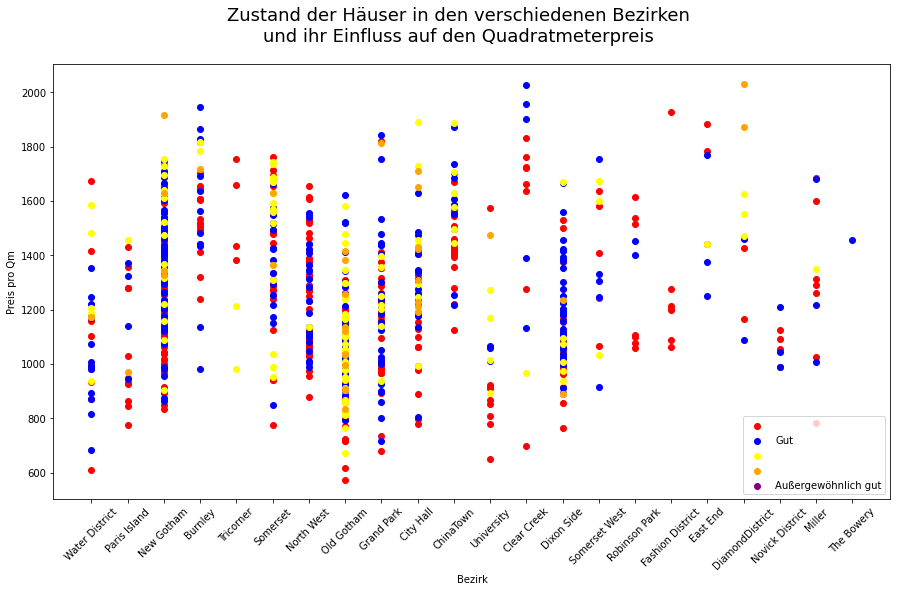 Zustand der Häuser in den verschiedenen Bezirken
und ihr Einfluss auf den Quadratmeterpreis
2000
1800
1600
1400
1200
1000
800
600
Preis pro Qm
Gut
Außergewöhnlich gut
Water District
Paris Island
New Gotham
Burnley
Tricorner
Somerset
North West
Old Gotham
Grand Park
City Hall
ChinaTown
University
Clear Creek
Dixon Side
Somerset West
Robinson Park
Fashion District
East End
DiamondDistrict
Novick District
Miller
The Bowery
Bezirk